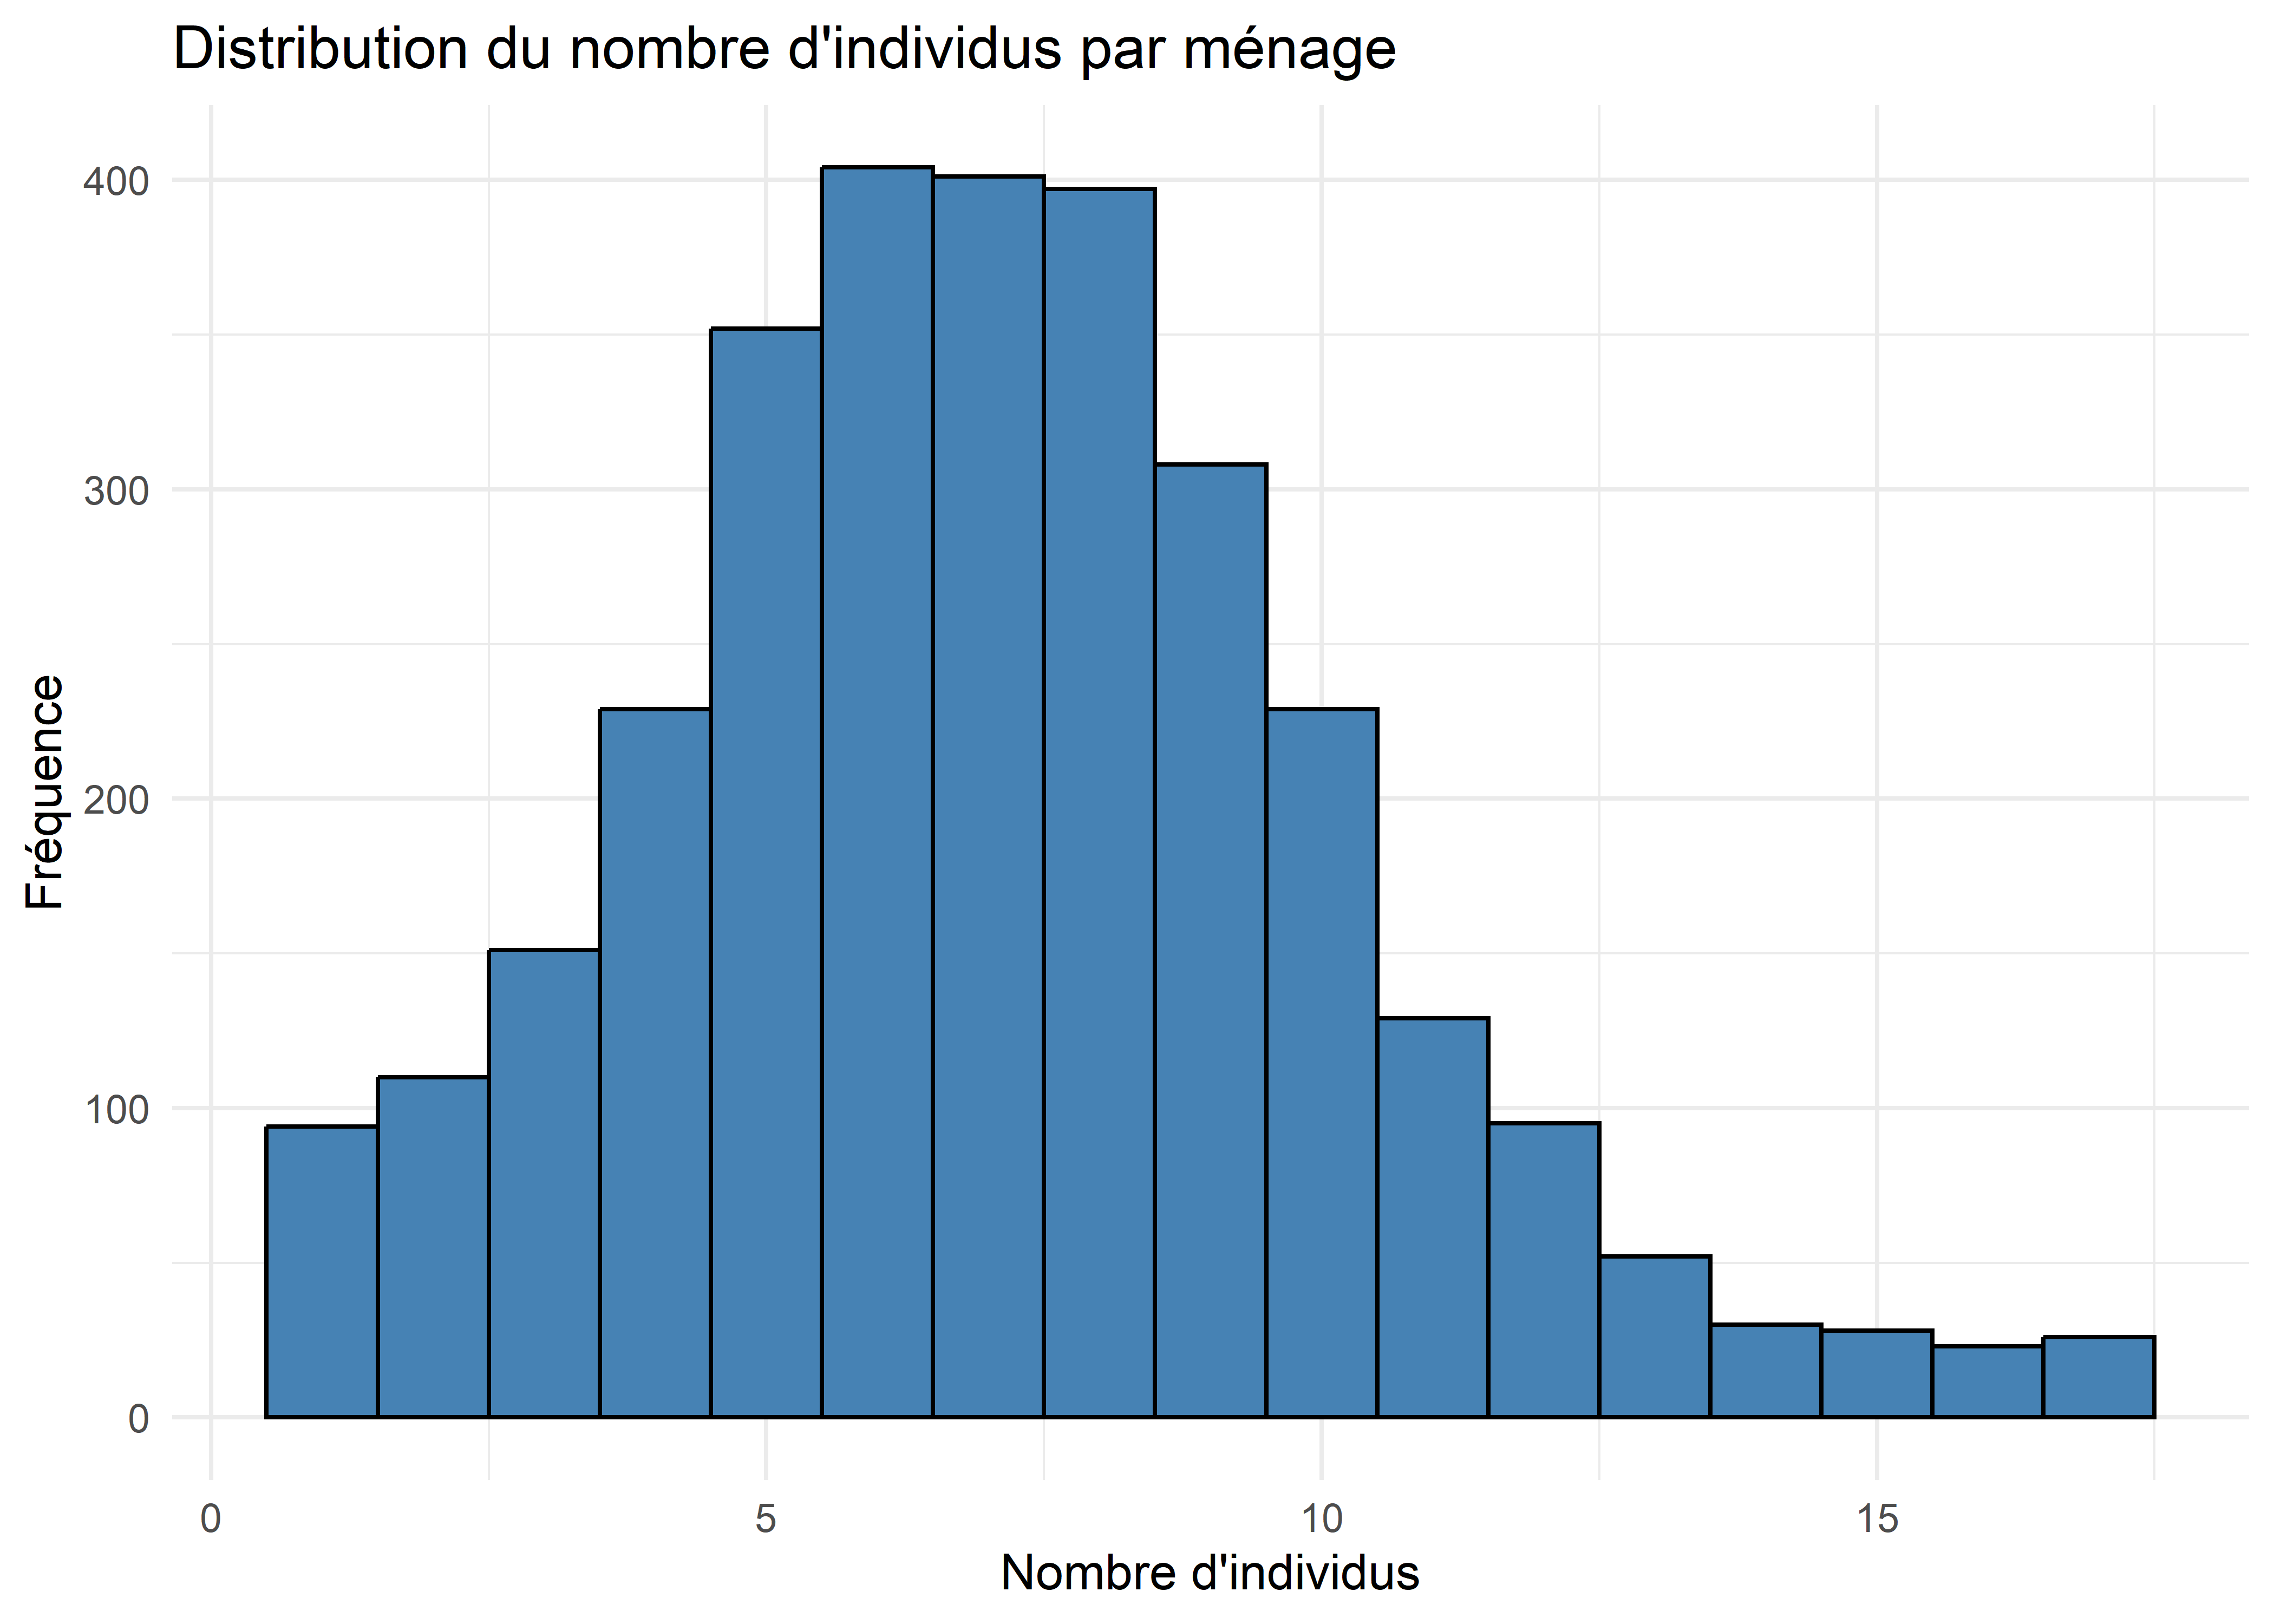 Distribution du nombre d'individus par ménage
Fréquence
400
300
200
100
0
0 5 10 15
Nombre d'individus